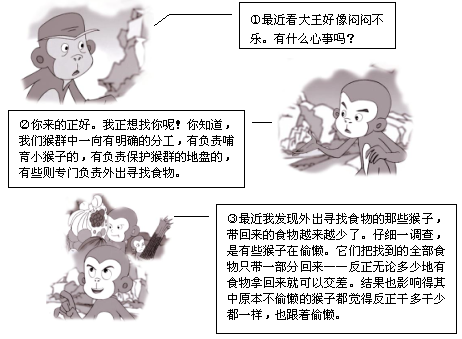 ①最近看大王好像闷闷不
乐。有什么心事吗？
②你来的正好。我正想找你呢！你知道，
我们猴群中一向有明确的分工，有负责哺
育小猴子的，有负责保护猴群的地盘的，
有些则专门负责外出寻找食物。
③最近我发现外出寻找食物的那些猴子，
带回来的食物越来越少了。仔细一调查，
是有些猴子在偷懒。它们把找到的全部食
物只带一部分回来一一反正无论多少地有
食物拿回来就可以交差。结果也影响得其
中原本不偷懒的猴子都觉得反正干多干少
都一样，也跟着偷懒。